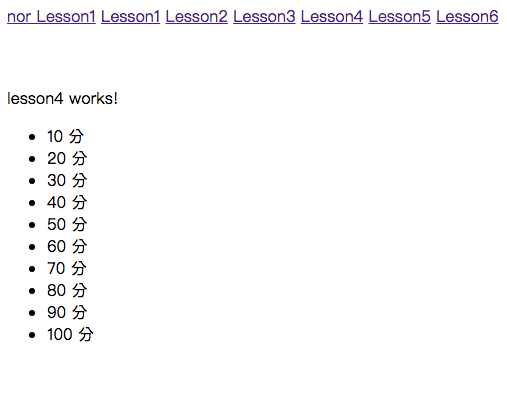 nor Lesson1 Lesson1 Lesson2 Lesson3 Lesson4 Lesson5 Lesson6
lesson4 works!
10 分
20 分
30 分
40 分
50 分
60 分
70 分
80 分
90 分
100 分